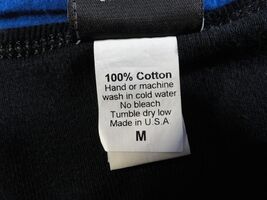 100% Cotton
Hand or machine
wash in cold water
No bleach
Tumble dry low
Made in U.S.A
M